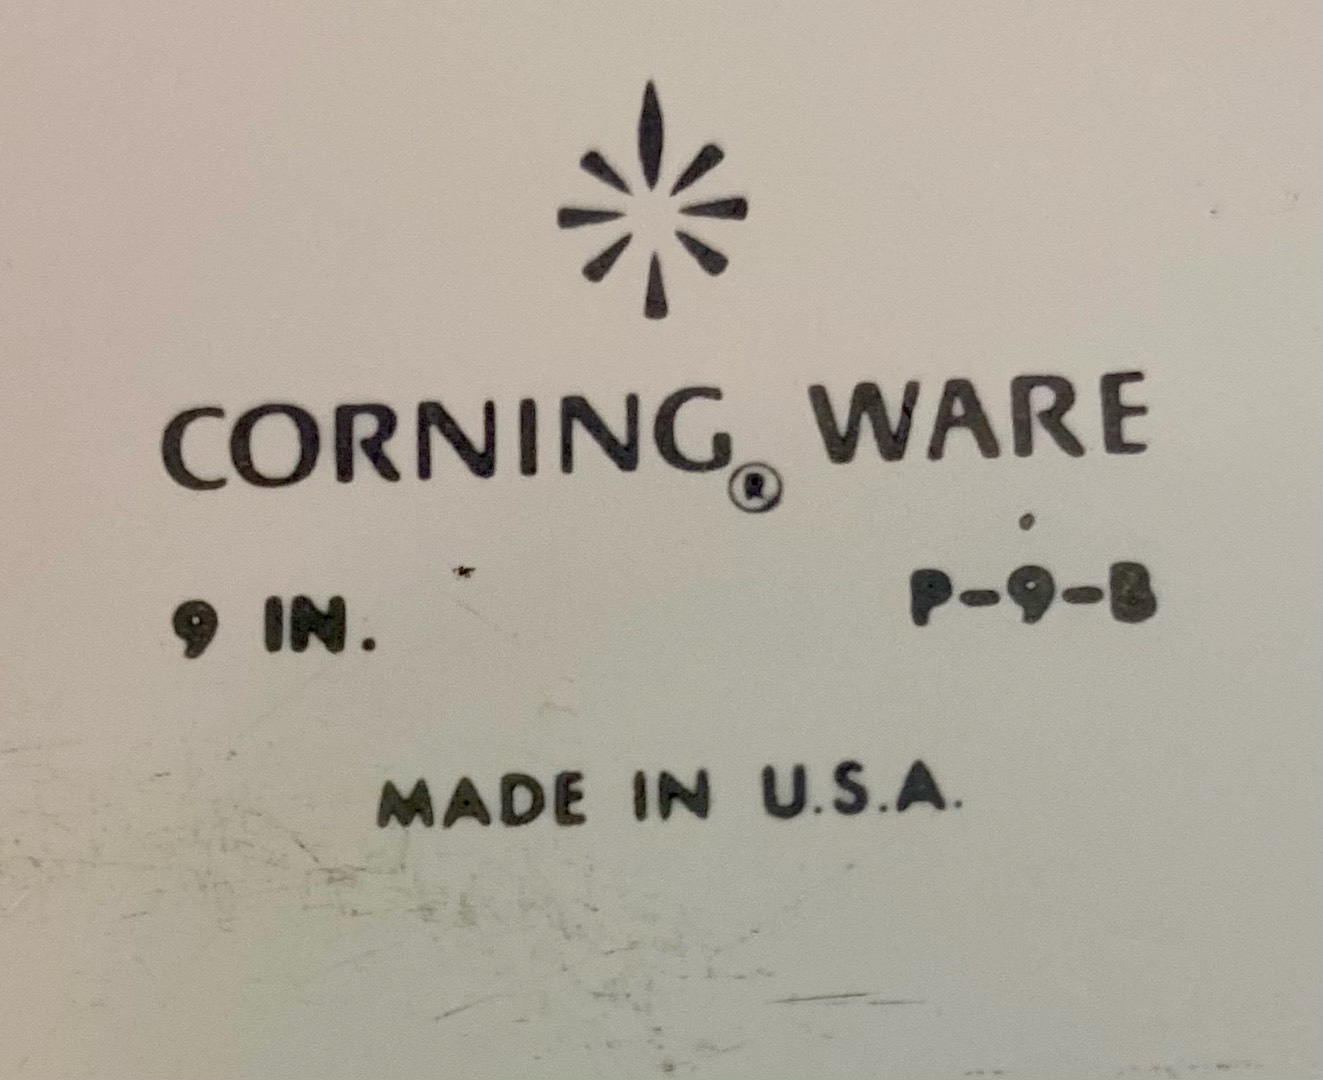 CORNING® WARE
9 IN. P-9-B
MADE IN U.S.A.